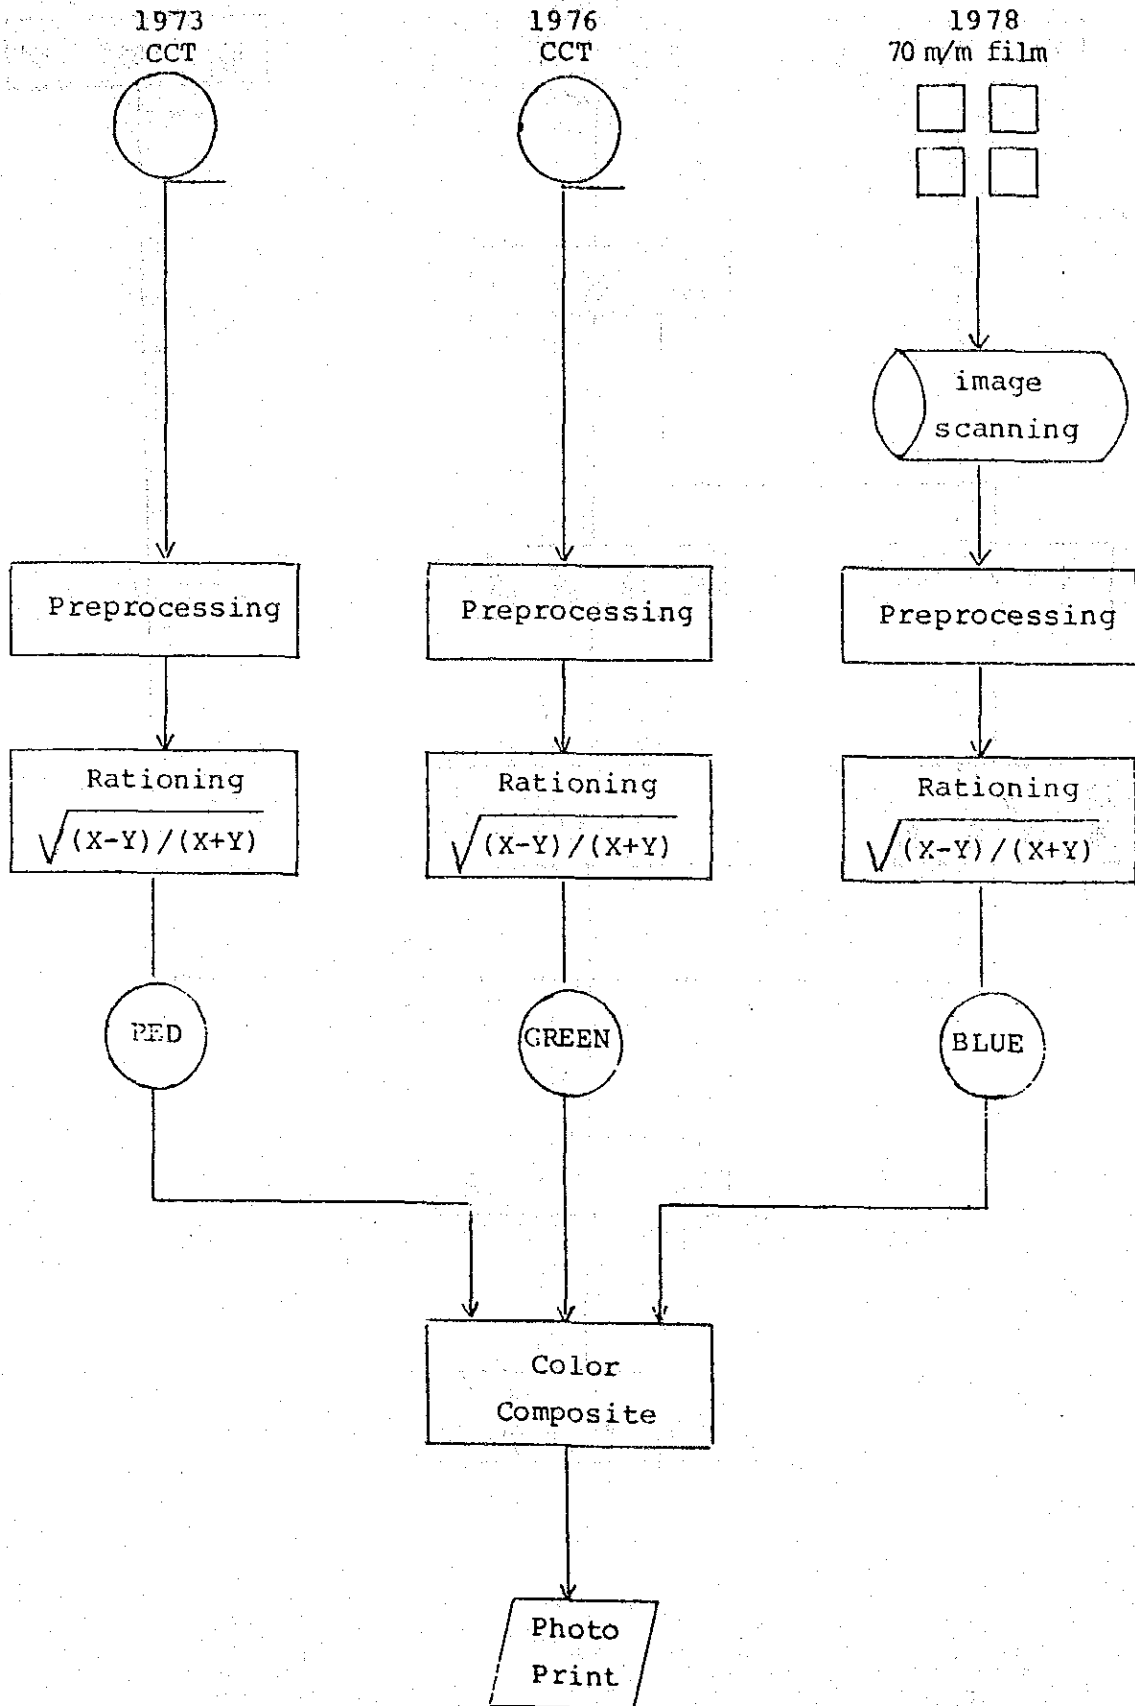 1973
CCT
1976
CCT
1978
70 m/m film
image
scanning
Preprocessing
Preprocessing
Preprocessing
Rationing
√(X-Y)/(X+Y)
Rationing
√(X-Y)/(X+Y)
Rationing
√(X-Y)/(X+Y)
RED
GREEN
BLUE
Color
Composite
Photo
Print